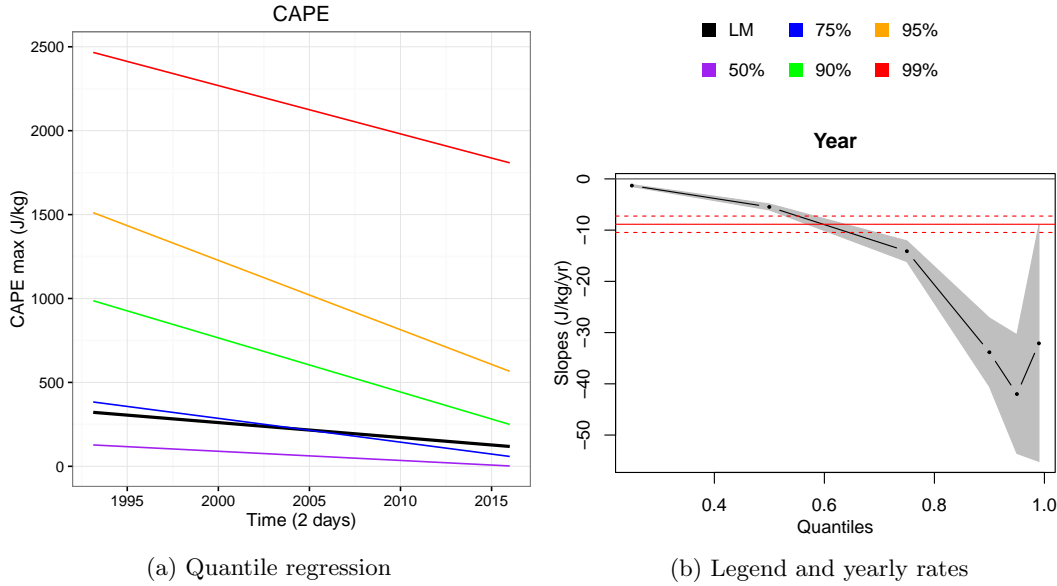 CAPE
CAPE max (J/kg)
2500
2000
1500
1000
500
0
1995
2000
2005
2010
2015
Time (2 days)
(a) Quantile regression
LM
75%
95%
50%
90%
99%
Year
Slopes (J/kg/yr)
0
−10
−20
−30
−40
−50
0.4
0.6
0.8
1.0
Quantiles
(b) Legend and yearly rates